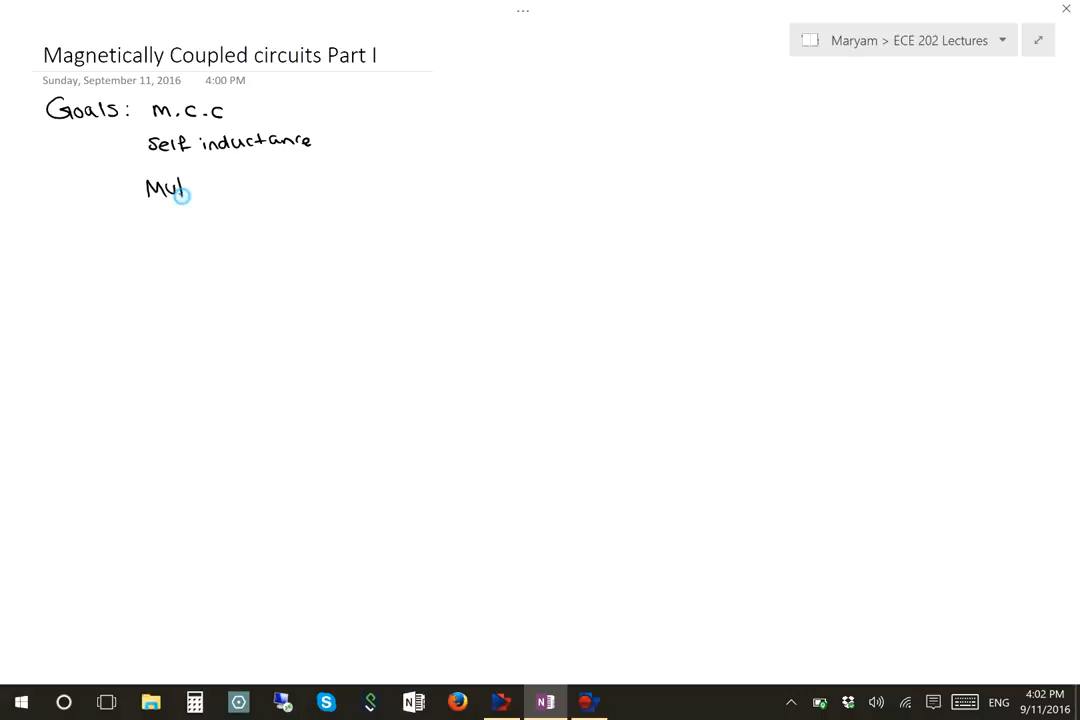 ...
Magnetically Coupled circuits Part I
Maryam > ECE 202 Lectures
Sunday, September 11, 2016 4:00 PM
Goals: m.c.c
Self inductance
Mul
ENG
4:02 PM
9/11/2016